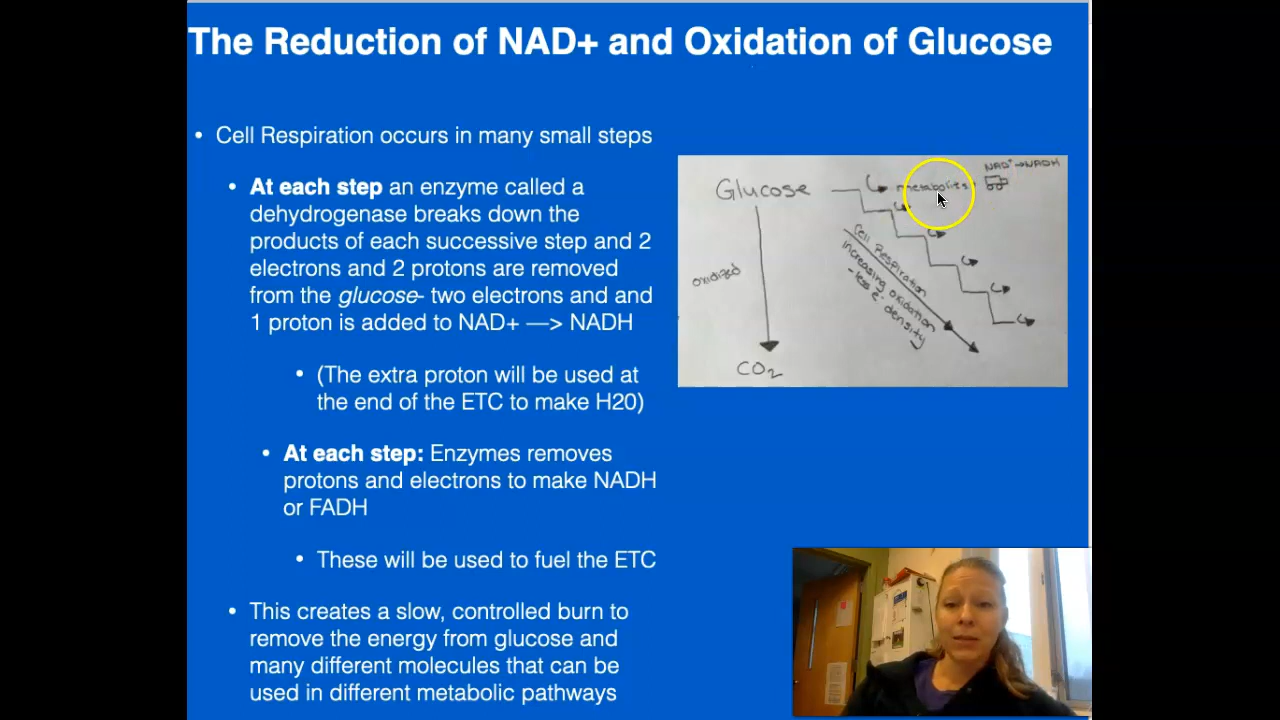 The Reduction of NAD+ and Oxidation of Glucose
• Cell Respiration occurs in many small steps
• At each step an enzyme called a
dehydrogenase breaks down the
products of each successive step and 2
electrons and 2 protons are removed
from the glucose- two electrons and and
1 proton is added to NAD+ —> NADH
• (The extra proton will be used at
the end of the ETC to make H20)
• At each step: Enzymes removes
protons and electrons to make NADH
or FADH
• These will be used to fuel the ETC
• This creates a slow, controlled burn to
remove the energy from glucose and
many different molecules that can be
used in different metabolic pathways
NAD⁺→NADH
Glucose
oxidized
CO₂
Cell Respiration
increasing oxidation
-less e⁻ density